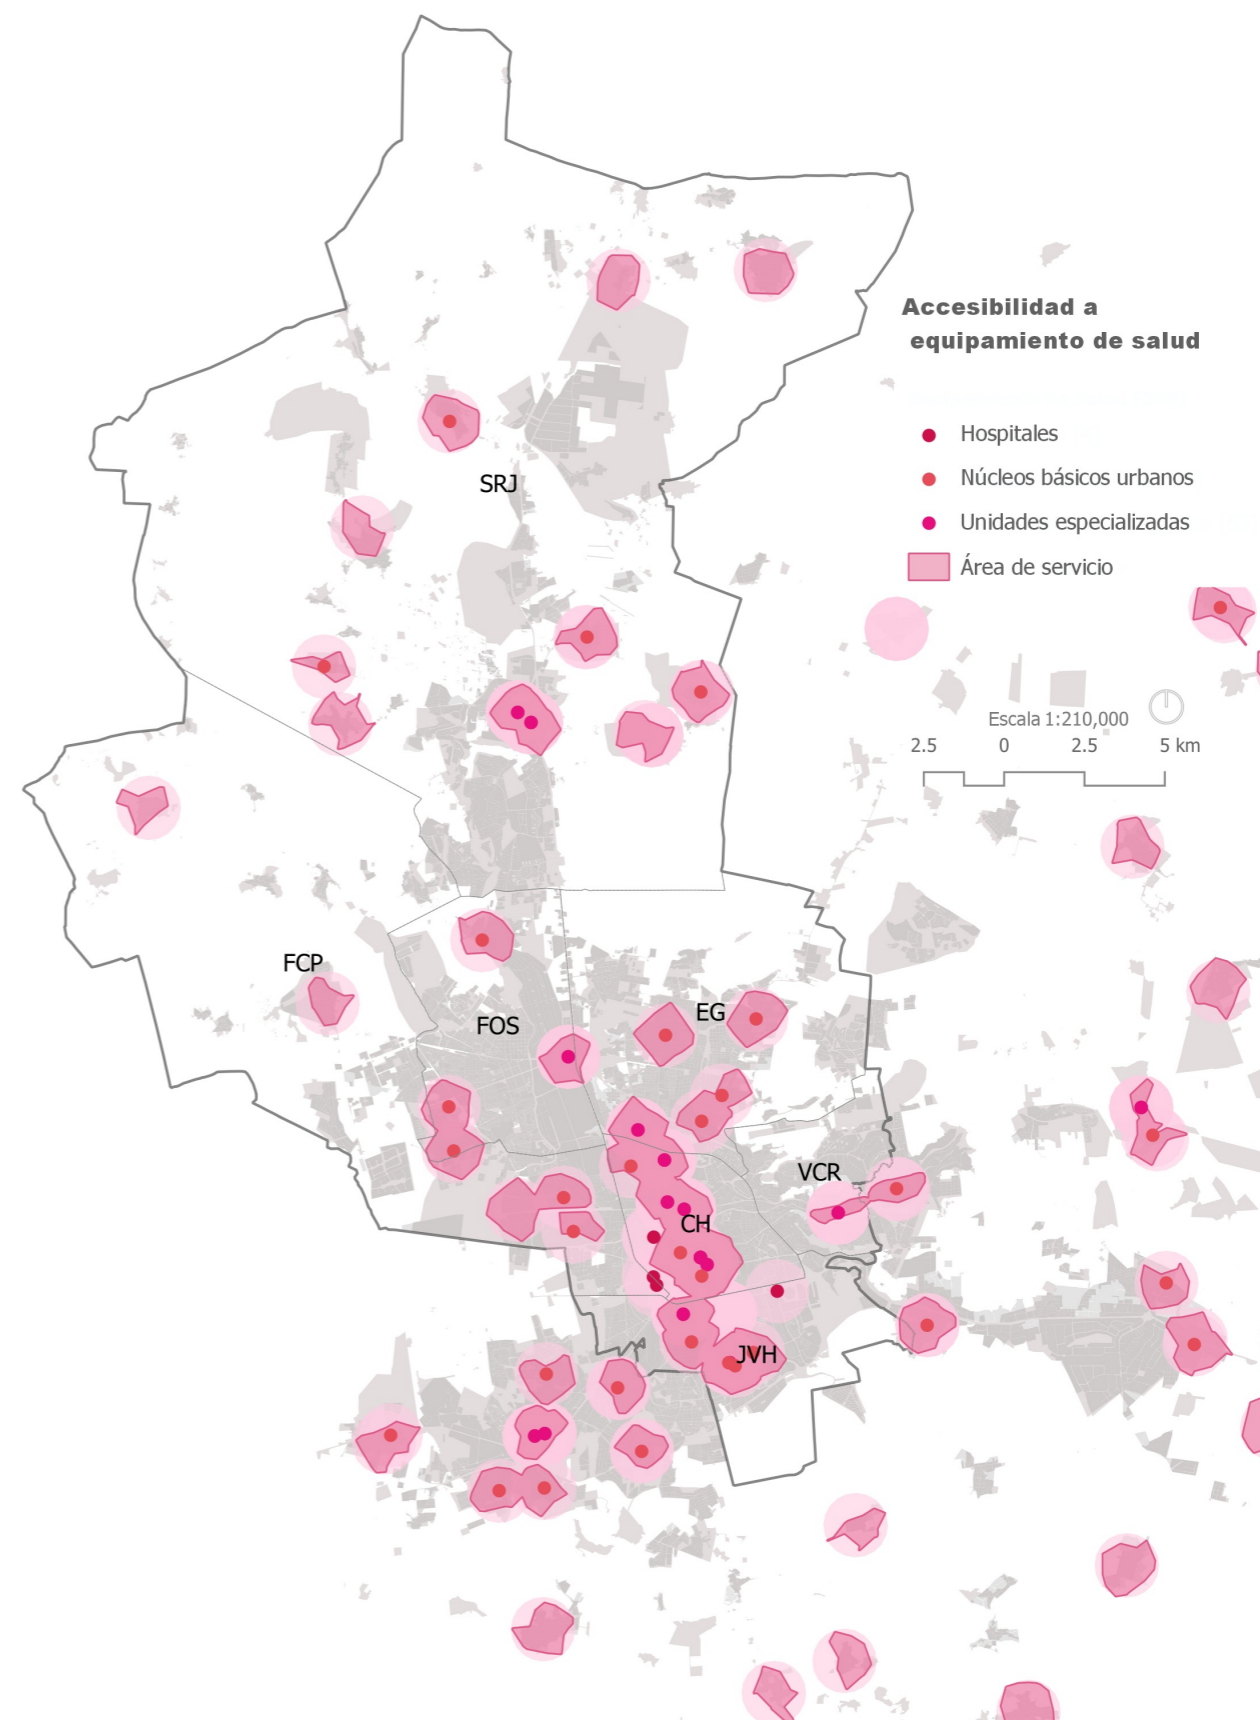 Accesibilidad a
equipamiento de salud
Hospitales
Núcleos básicos urbanos
SRJ
Unidades especializadas
Área de servicio
Escala 1:210,000
2.5 0 2.5 5 km
FCP
EG
FOS
VCR
CH
JVH